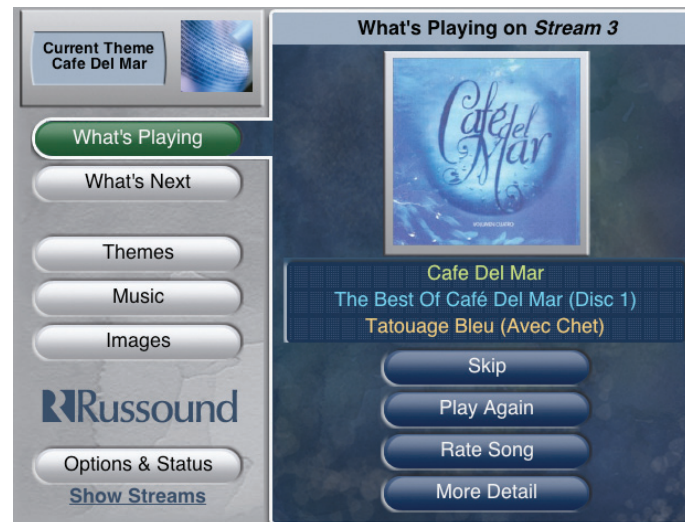 Current Theme
Cafe Del Mar
What's Playing
What's Next
Themes
Music
Images
Russound
Options & Status
Show Streams
What's Playing on Stream 3
Café del
Mar
Cafe Del Mar
The Best Of Café Del Mar (Disc 1)
Tatouage Bleu (Avec Chet)
Skip
Play Again
Rate Song
More Detail